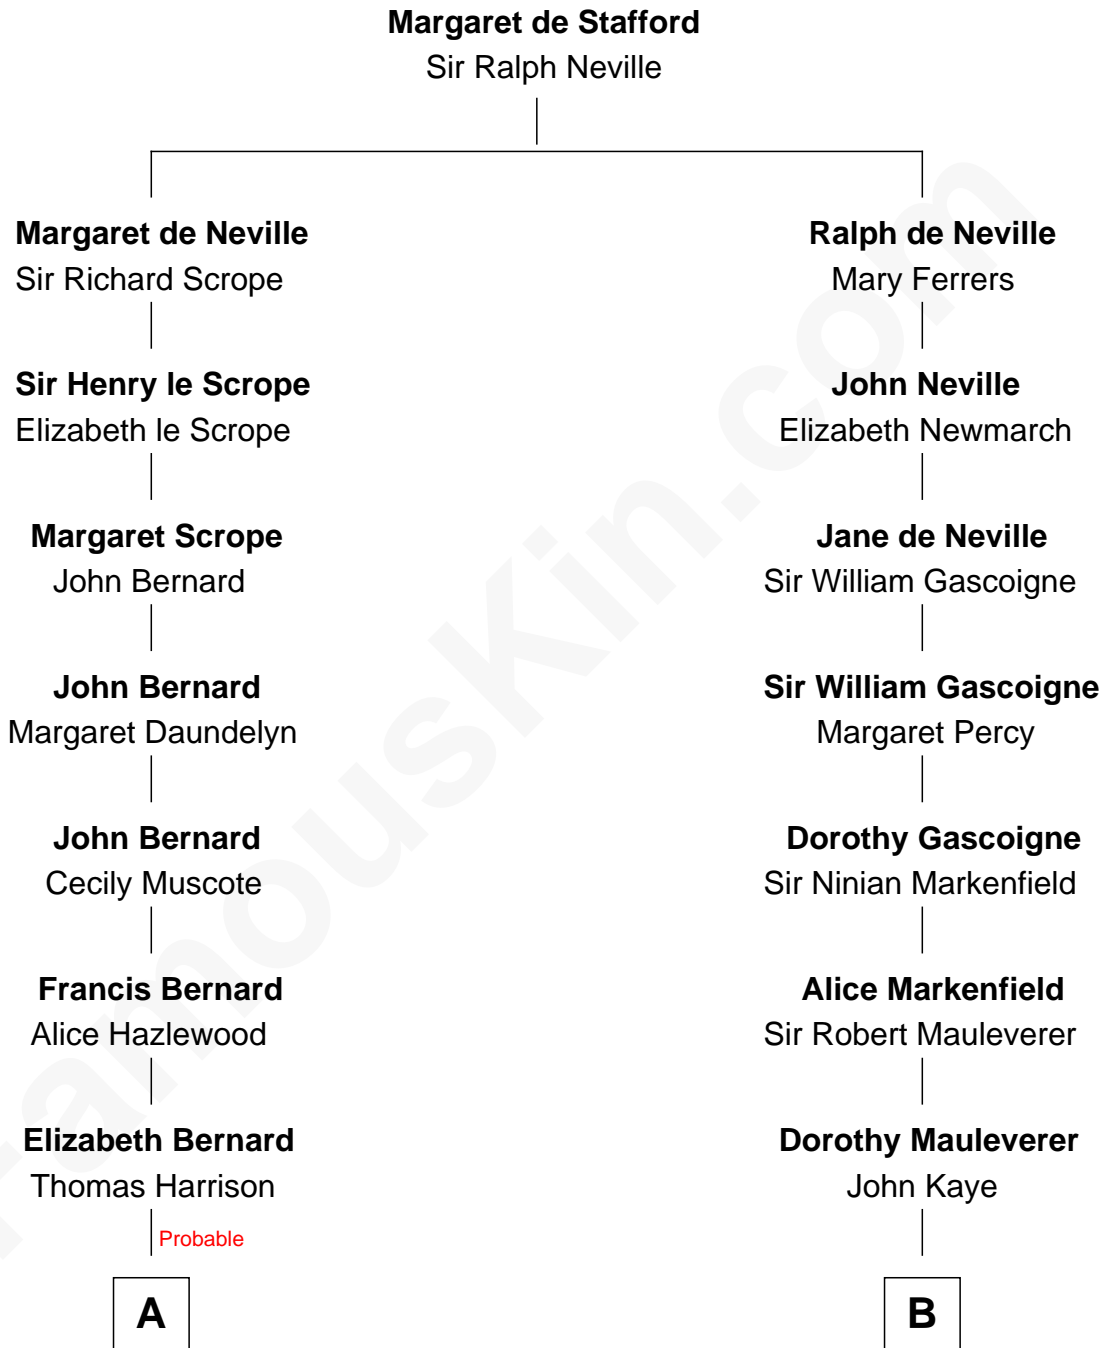 Margaret de Stafford
Sir Ralph Neville
Margaret de Neville
Sir Richard Scrope
Ralph de Neville
Mary Ferrers
Sir Henry le Scrope
Elizabeth le Scrope
John Neville
Elizabeth Newmarch
Margaret Scrope
John Bernard
Jane de Neville
Sir William Gascoigne
John Bernard
Margaret Daundelyn
Sir William Gascoigne
Margaret Percy
John Bernard
Cecily Muscote
Dorothy Gascoigne
Sir Ninian Markenfield
Francis Bernard
Alice Hazlewood
Alice Markenfield
Sir Robert Mauleverer
Elizabeth Bernard
Thomas Harrison
Dorothy Mauleverer
John Kaye
Probable
A
B
FamousKin.com